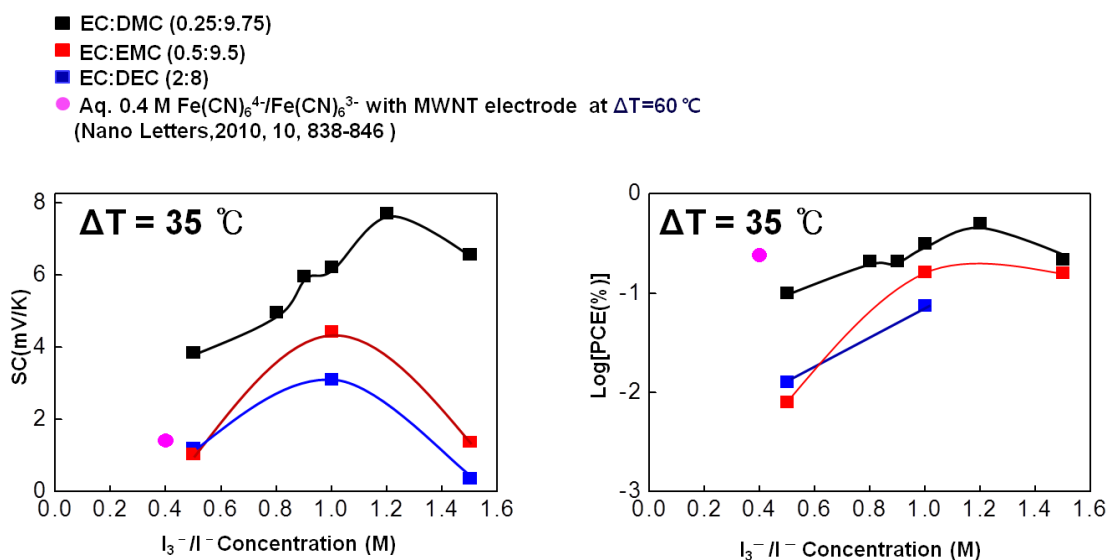 EC:DMC (0.25:9.75)
EC:EMC (0.5:9.5)
EC:DEC (2:8)
Aq. 0.4 M Fe(CN)₆⁴⁻/Fe(CN)₆³⁻ with MWNT electrode at ΔT=60 ℃
(Nano Letters,2010, 10, 838-846 )
ΔT = 35 ℃
SC(mV/K)
8
6
4
2
0
0.0 0.2 0.4 0.6 0.8 1.0 1.2 1.4 1.6
I₃⁻/I⁻ Concentration (M)
ΔT = 35 ℃
Log[PCE(%)]
0
-1
-2
-3
0.0 0.2 0.4 0.6 0.8 1.0 1.2 1.4 1.6
I₃⁻/I⁻ Concentration (M)